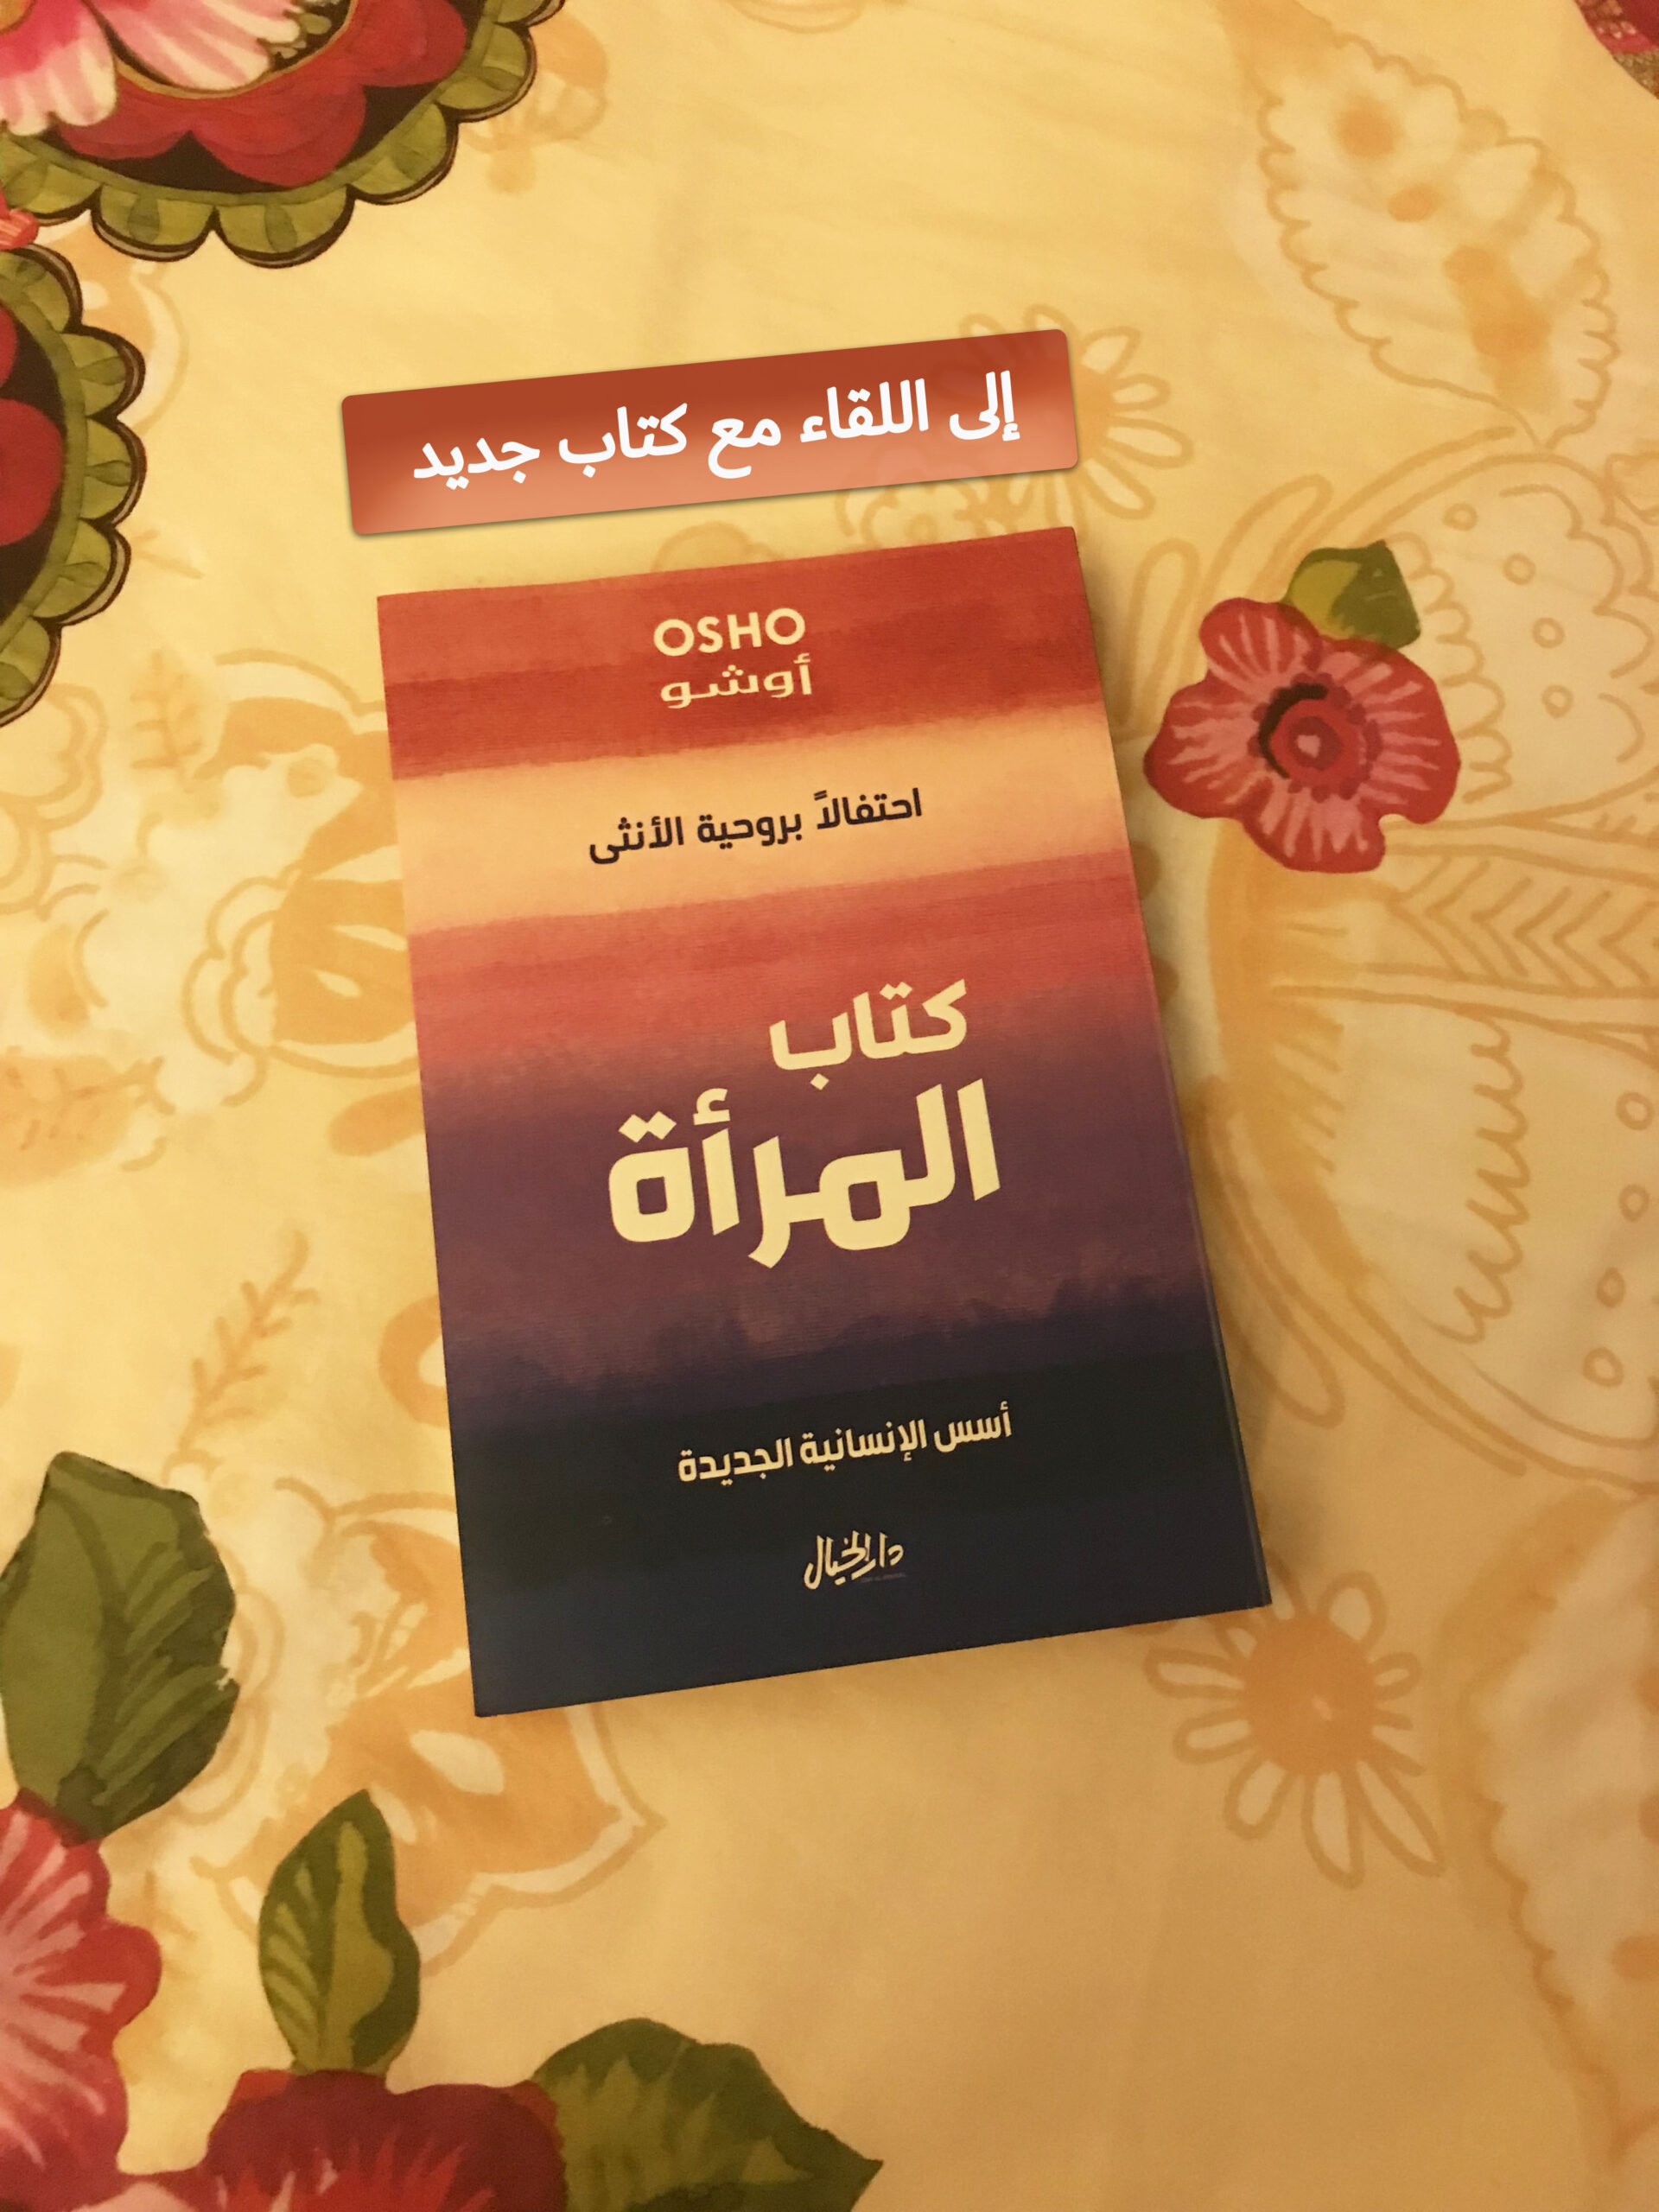 إلى اللقاء مع كتاب جديد
OSHO
أوشو
احتفالاً بروحية الأنثى
كتاب
المرأة
أسس الإنسانية الجديدة
دار الخيال